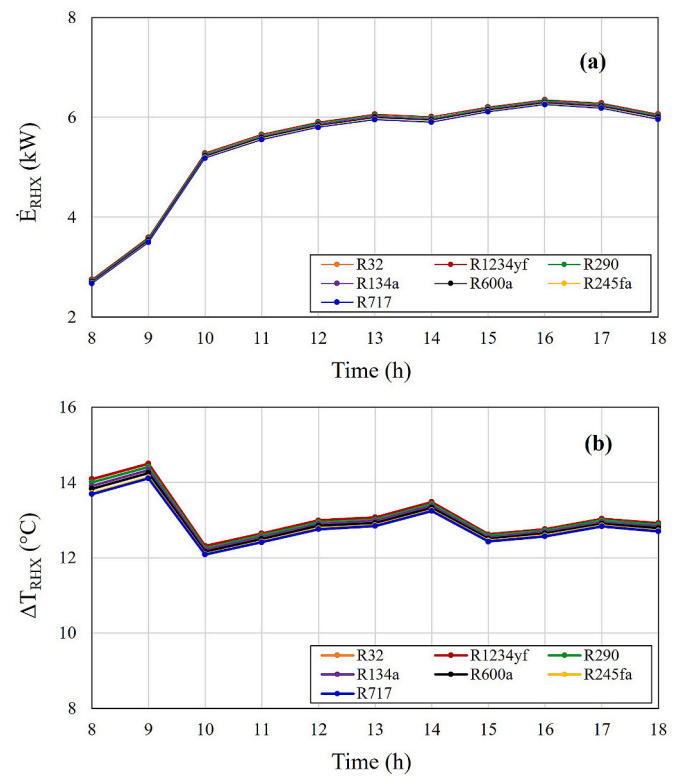 8
(a)
6
Ė_RHX (kW)
4
R32 R1234yf R290
R134a R600a R245fa
R717
2
8 9 10 11 12 13 14 15 16 17 18
Time (h)
16
(b)
14
ΔT_RHX (°C)
12
10
R32 R1234yf R290
R134a R600a R245fa
R717
8
8 9 10 11 12 13 14 15 16 17 18
Time (h)